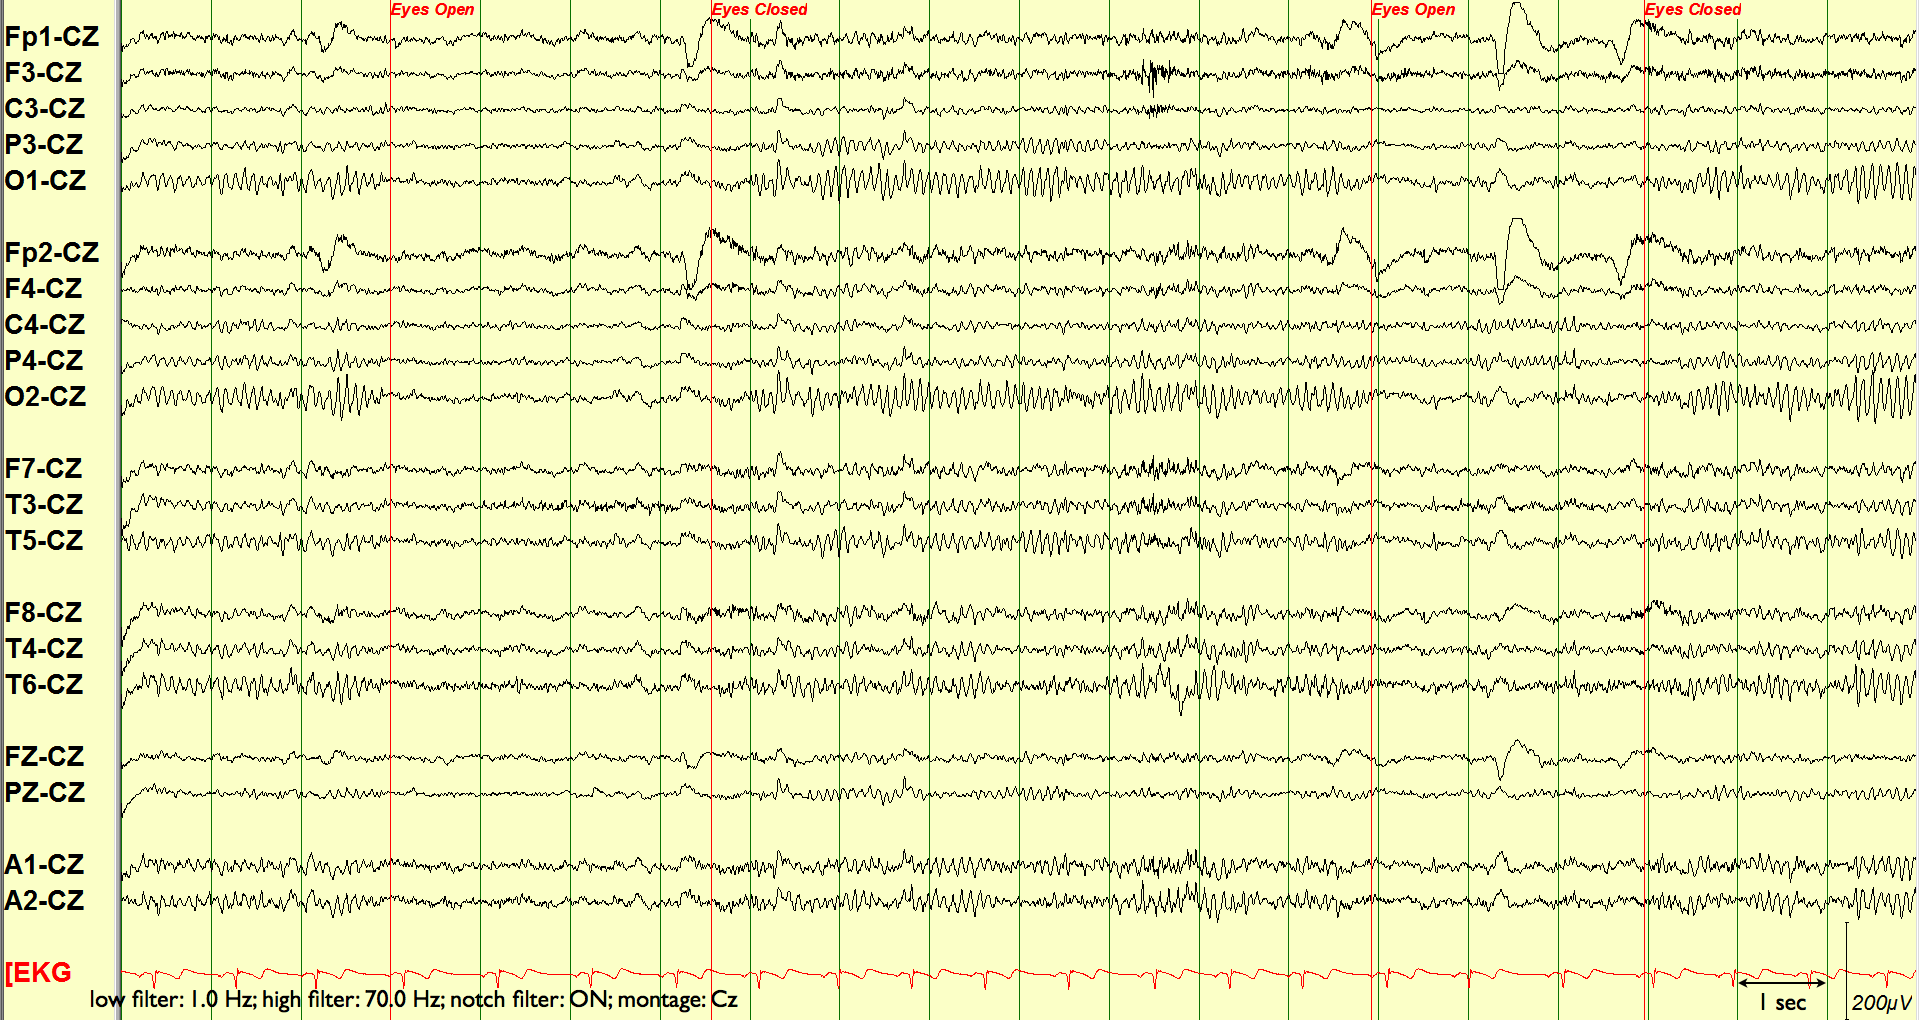 Eyes Open
Eyes Closed
Eyes Open
Eyes Closed
Fp1-CZ
F3-CZ
C3-CZ
P3-CZ
O1-CZ
Fp2-CZ
F4-CZ
C4-CZ
P4-CZ
O2-CZ
F7-CZ
T3-CZ
T5-CZ
F8-CZ
T4-CZ
T6-CZ
FZ-CZ
PZ-CZ
A1-CZ
A2-CZ
[EKG
low filter: 1.0 Hz; high filter: 70.0 Hz; notch filter: ON; montage: Cz
1 sec
200µV